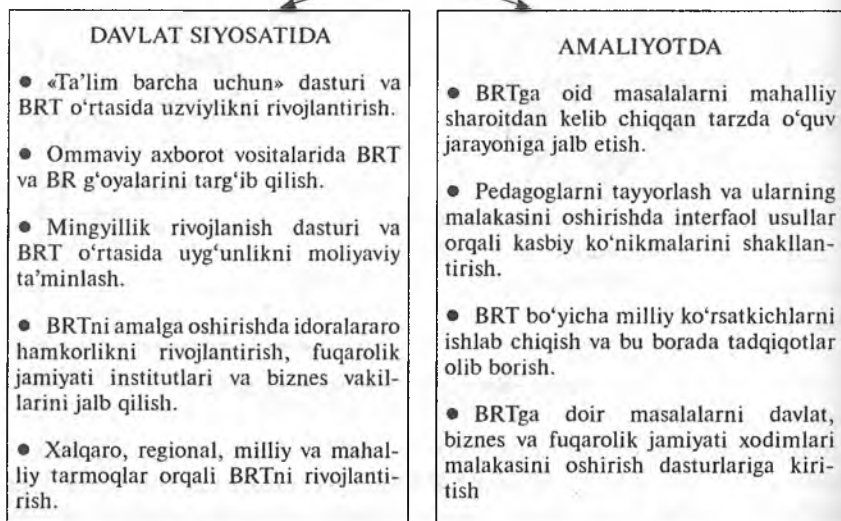 DAVLAT SIYOSATIDA
● «Ta’lim barcha uchun» dasturi va
BRT o‘rtasida uzviylikni rivojlantirish.
● Ommaviy axborot vositalarida BRT
va BR g‘oyalarini targ‘ib qilish.
● Mingyillik rivojlanish dasturi va
BRT o‘rtasida uyg‘unlikni moliyaviy
ta’minlash.
● BRTni amalga oshirishda idoralararo
hamkorlikni rivojlantirish, fuqarolik
jamiyati institutlari va biznes vakil-
larini jalb qilish.
● Xalqaro, regional, milliy va mahal-
liy tarmoqlar orqali BRTni rivojlanti-
rish.
AMALIYOTDA
● BRTga oid masalalarni mahalliy
sharoitdan kelib chiqqan tarzda o‘quv
jarayoniga jalb etish.
● Pedagoglarni tayyorlash va ularning
malakasini oshirishda interfaol usullar
orqali kasbiy ko‘nikmalarini shakllan-
tirish.
● BRT bo‘yicha milliy ko‘rsatkichlarni
ishlab chiqish va bu borada tadqiqotlar
olib borish.
● BRTga doir masalalarni davlat,
biznes va fuqarolik jamiyati xodimlari
malakasini oshirish dasturlariga kiri-
tish